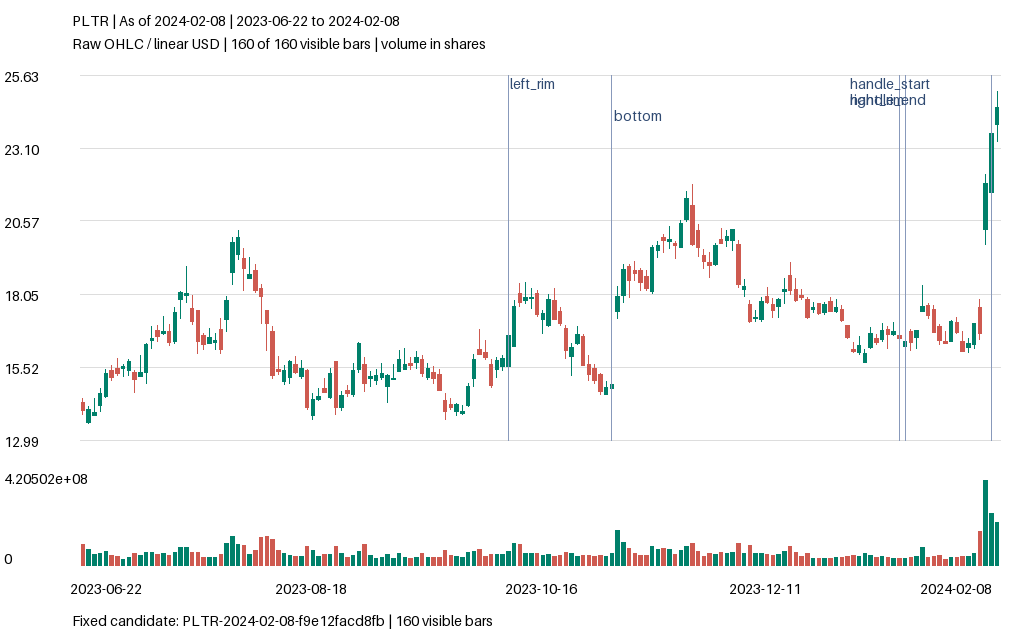 PLTR | As of 2024-02-08 | 2023-06-22 to 2024-02-08
Raw OHLC / linear USD | 160 of 160 visible bars | volume in shares
25.63
left_rim
handle_start
handle_end
bottom
23.10
20.57
18.05
15.52
12.99
4.20502e+08
0
2023-06-22
2023-08-18
2023-10-16
2023-12-11
2024-02-08
Fixed candidate: PLTR-2024-02-08-f9e12facd8fb | 160 visible bars